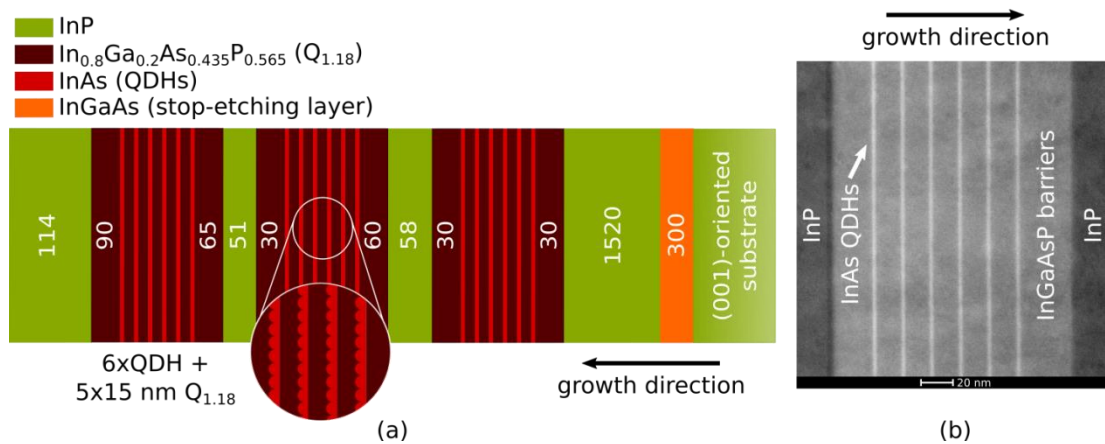 InP
In0.8Ga0.2As0.435P0.565 (Q1.18)
InAs (QDHs)
InGaAs (stop-etching layer)
114
90
65
51
30
60
58
30
30
1520
300
(001)-oriented
substrate
6xQDH +
5x15 nm Q1.18
growth direction
(a)
growth direction
InP
InAs QDHs
InGaAsP barriers
InP
20 nm
(b)